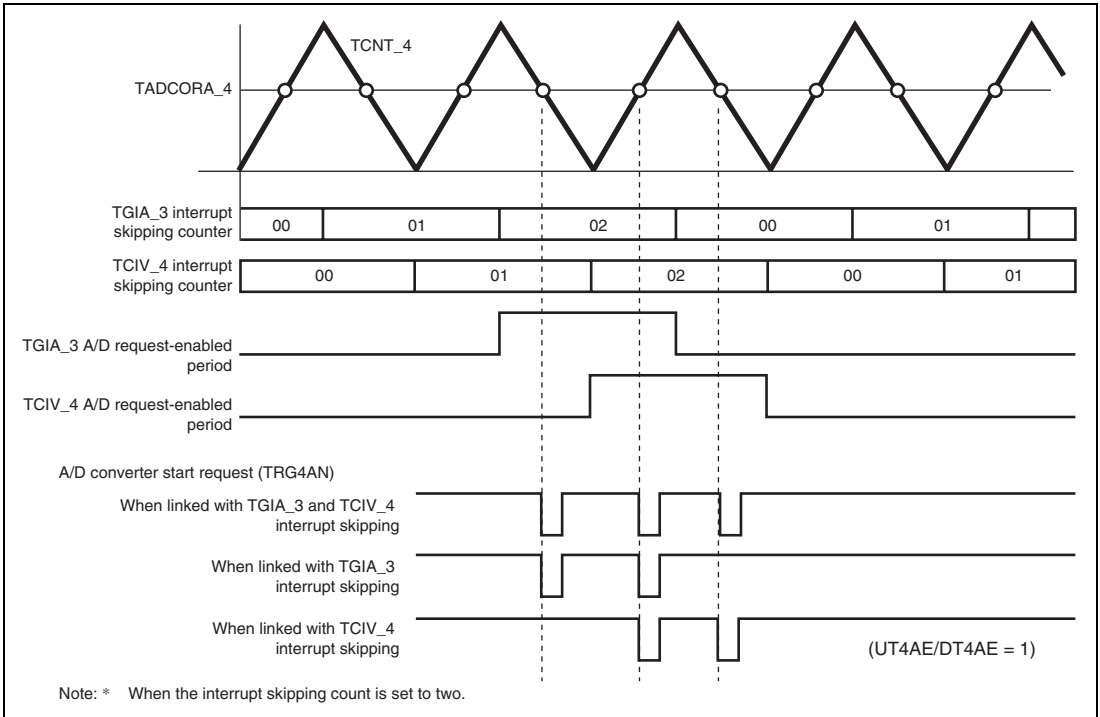 TCNT_4
TADCORA_4
TGIA_3 interrupt
skipping counter
00 01 02 00 01
TCIV_4 interrupt
skipping counter
00 01 02 00 01
TGIA_3 A/D request-enabled
period
TCIV_4 A/D request-enabled
period
A/D converter start request (TRG4AN)
When linked with TGIA_3 and TCIV_4
interrupt skipping
When linked with TGIA_3
interrupt skipping
When linked with TCIV_4
interrupt skipping
(UT4AE/DT4AE = 1)
Note: * When the interrupt skipping count is set to two.